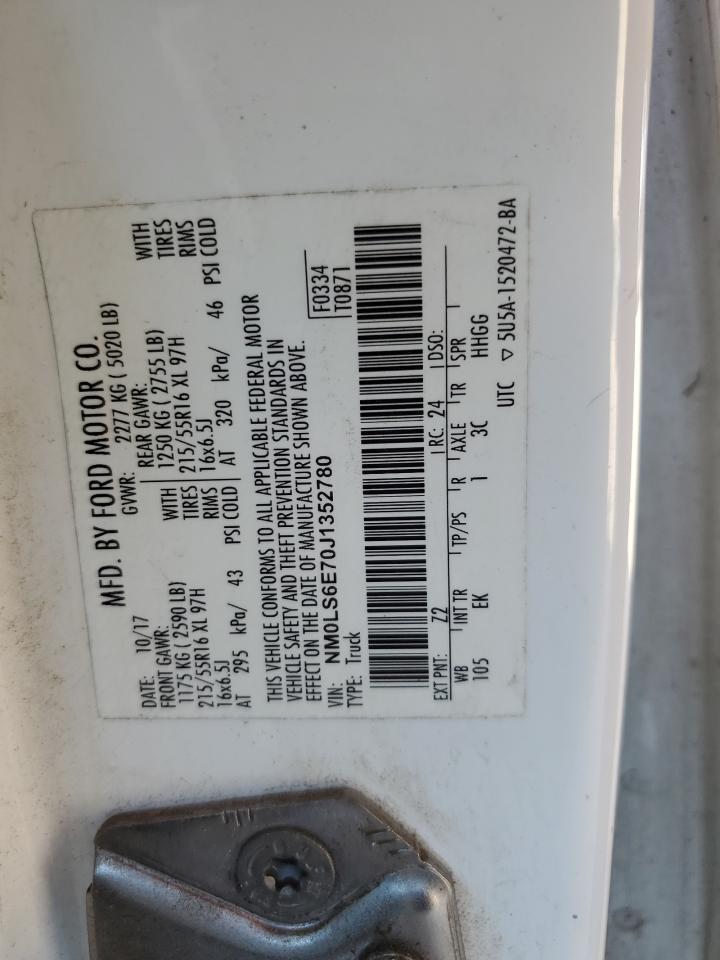 MFD. BY FORD MOTOR CO.
DATE: 10/17 GVWR: 2277 KG ( 5020 LB)
FRONT GAWR: REAR GAWR:
1175 KG ( 2590 LB) WITH 1250 KG ( 2755 LB) WITH
215/55R16 XL 97H TIRES 215/55R16 XL 97H TIRES
16x6.5J RIMS 16x6.5J RIMS
AT 295 kPa/ 43 PSI COLD AT 320 kPa/ 46 PSI COLD
THIS VEHICLE CONFORMS TO ALL APPLICABLE FEDERAL MOTOR
VEHICLE SAFETY AND THEFT PREVENTION STANDARDS IN
EFFECT ON THE DATE OF MANUFACTURE SHOWN ABOVE.
VIN: NM0LS6E70J1352780 F0334
TYPE: Truck T0871
EXT PNT: Z2 RC: 24 DSO:
WB INT TR TP/PS R AXLE TR SPR
105 EK 1 3C HHGG
UTC ▽ 5U5A-1520472-BA